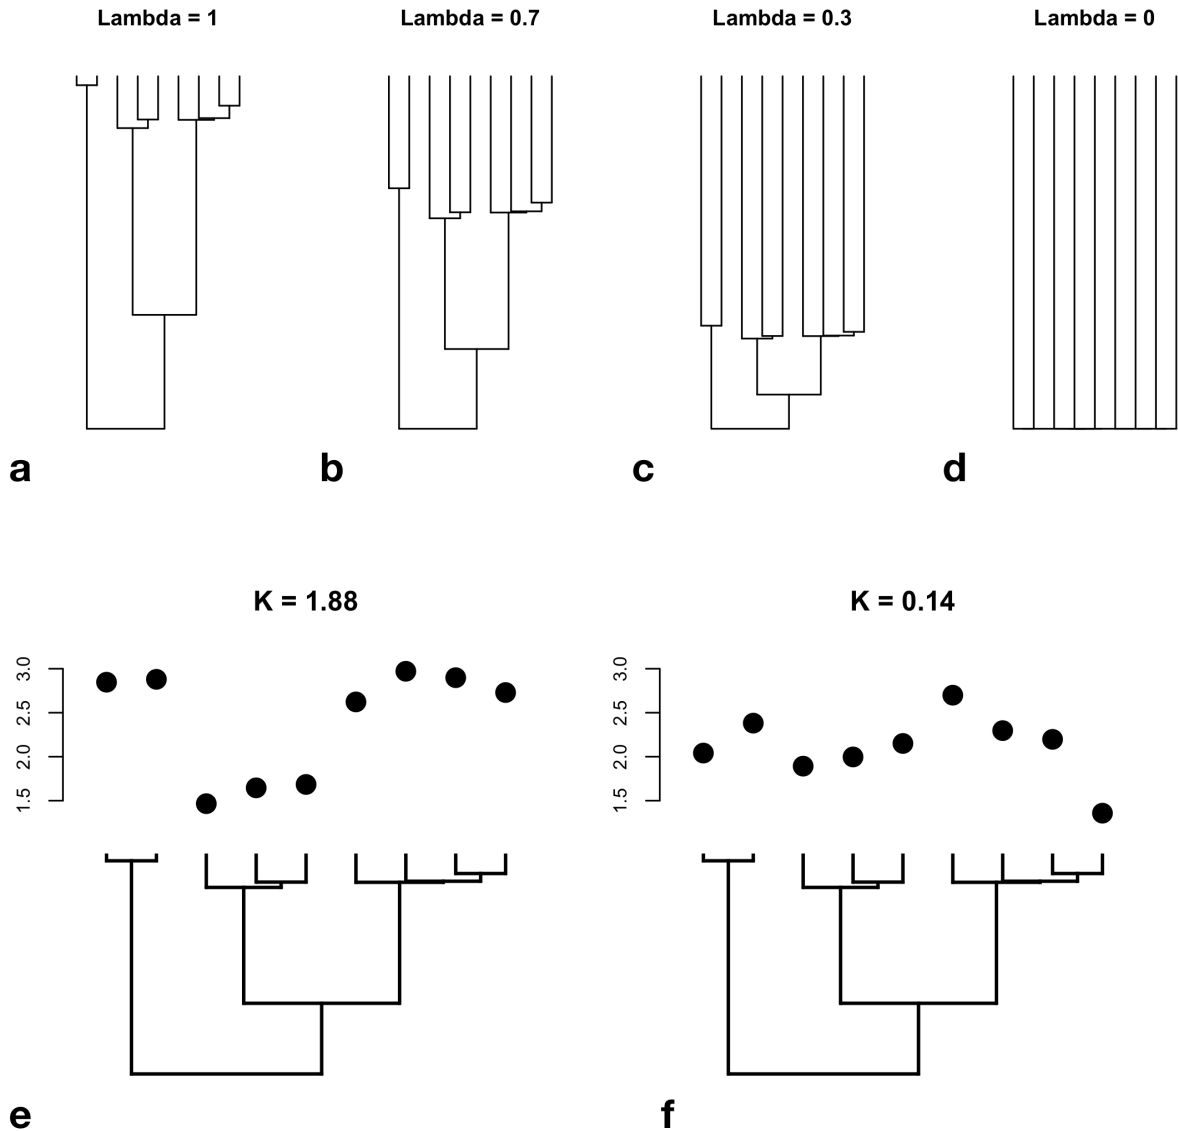 Lambda = 1
Lambda = 0.7
Lambda = 0.3
Lambda = 0
a
b
c
d
K = 1.88
K = 0.14
3.0
2.5
2.0
1.5
3.0
2.5
2.0
1.5
e
f